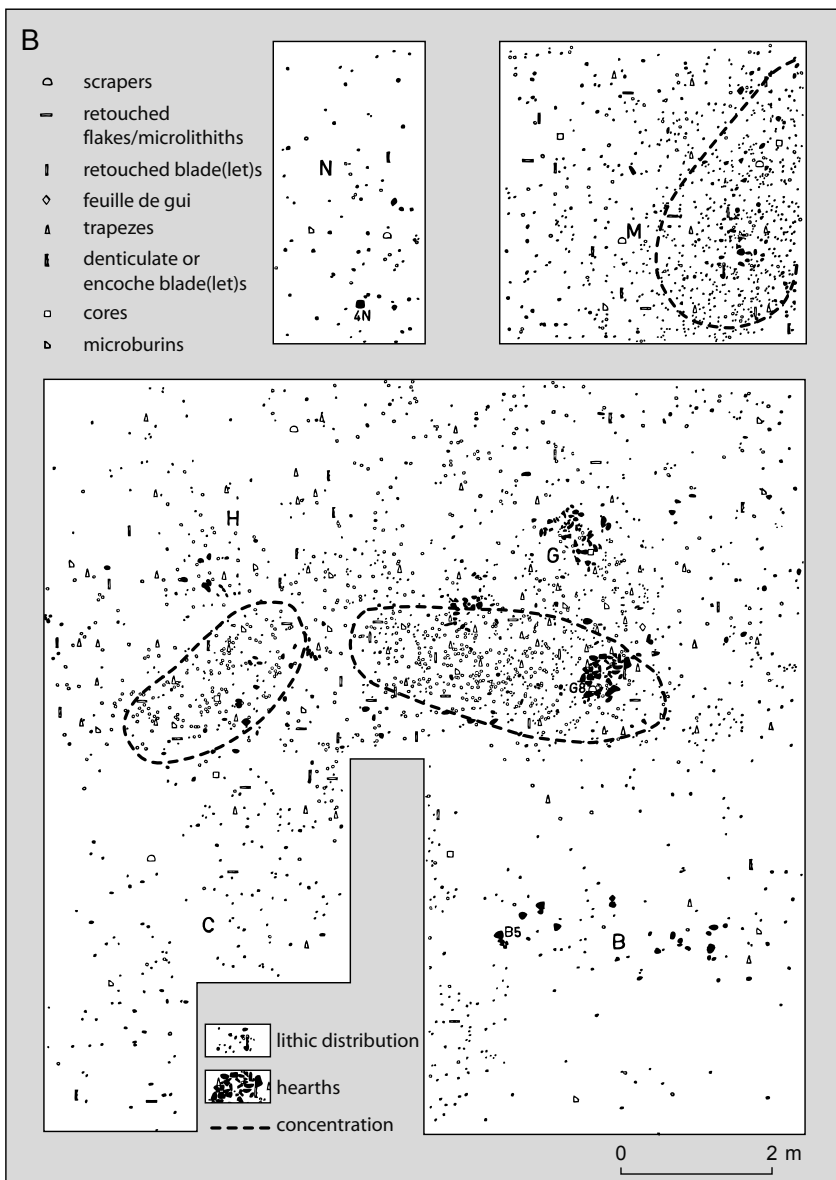 B
scrapers
retouched
flakes/microlithiths
retouched blade(let)s
feuille de gui
trapezes
denticulate or
encoche blade(let)s
cores
microburins
N
4N
M
H
G
G8
C
B5
B
lithic distribution
hearths
concentration
0 2 m